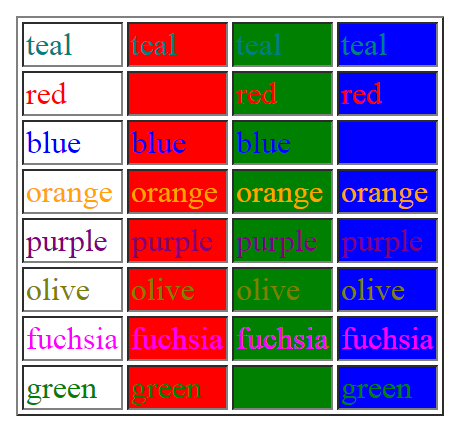 teal teal teal teal
red red red
blue blue blue
orange orange orange orange
purple purple purple purple
olive olive olive olive
fuchsia fuchsia fuchsia fuchsia
green green green